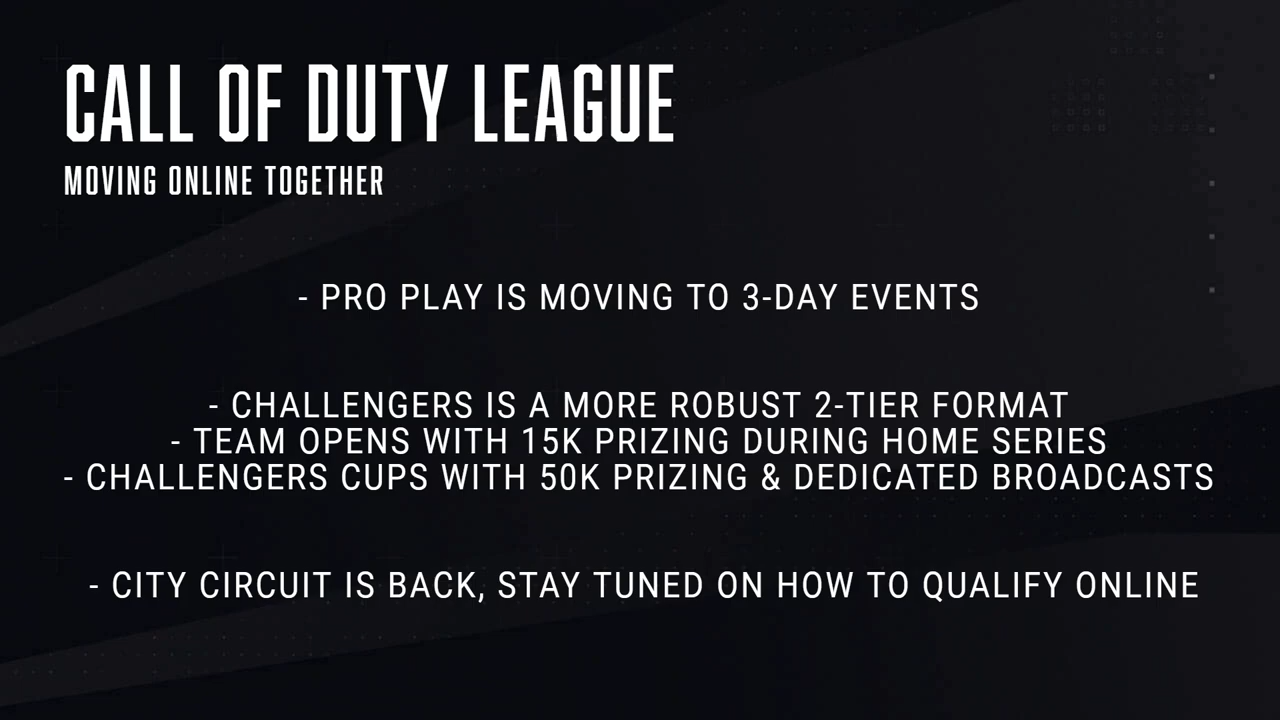 CALL OF DUTY LEAGUE
MOVING ONLINE TOGETHER
- PRO PLAY IS MOVING TO 3-DAY EVENTS
- CHALLENGERS IS A MORE ROBUST 2-TIER FORMAT
- TEAM OPENS WITH 15K PRIZING DURING HOME SERIES
- CHALLENGERS CUPS WITH 50K PRIZING & DEDICATED BROADCASTS
- CITY CIRCUIT IS BACK, STAY TUNED ON HOW TO QUALIFY ONLINE